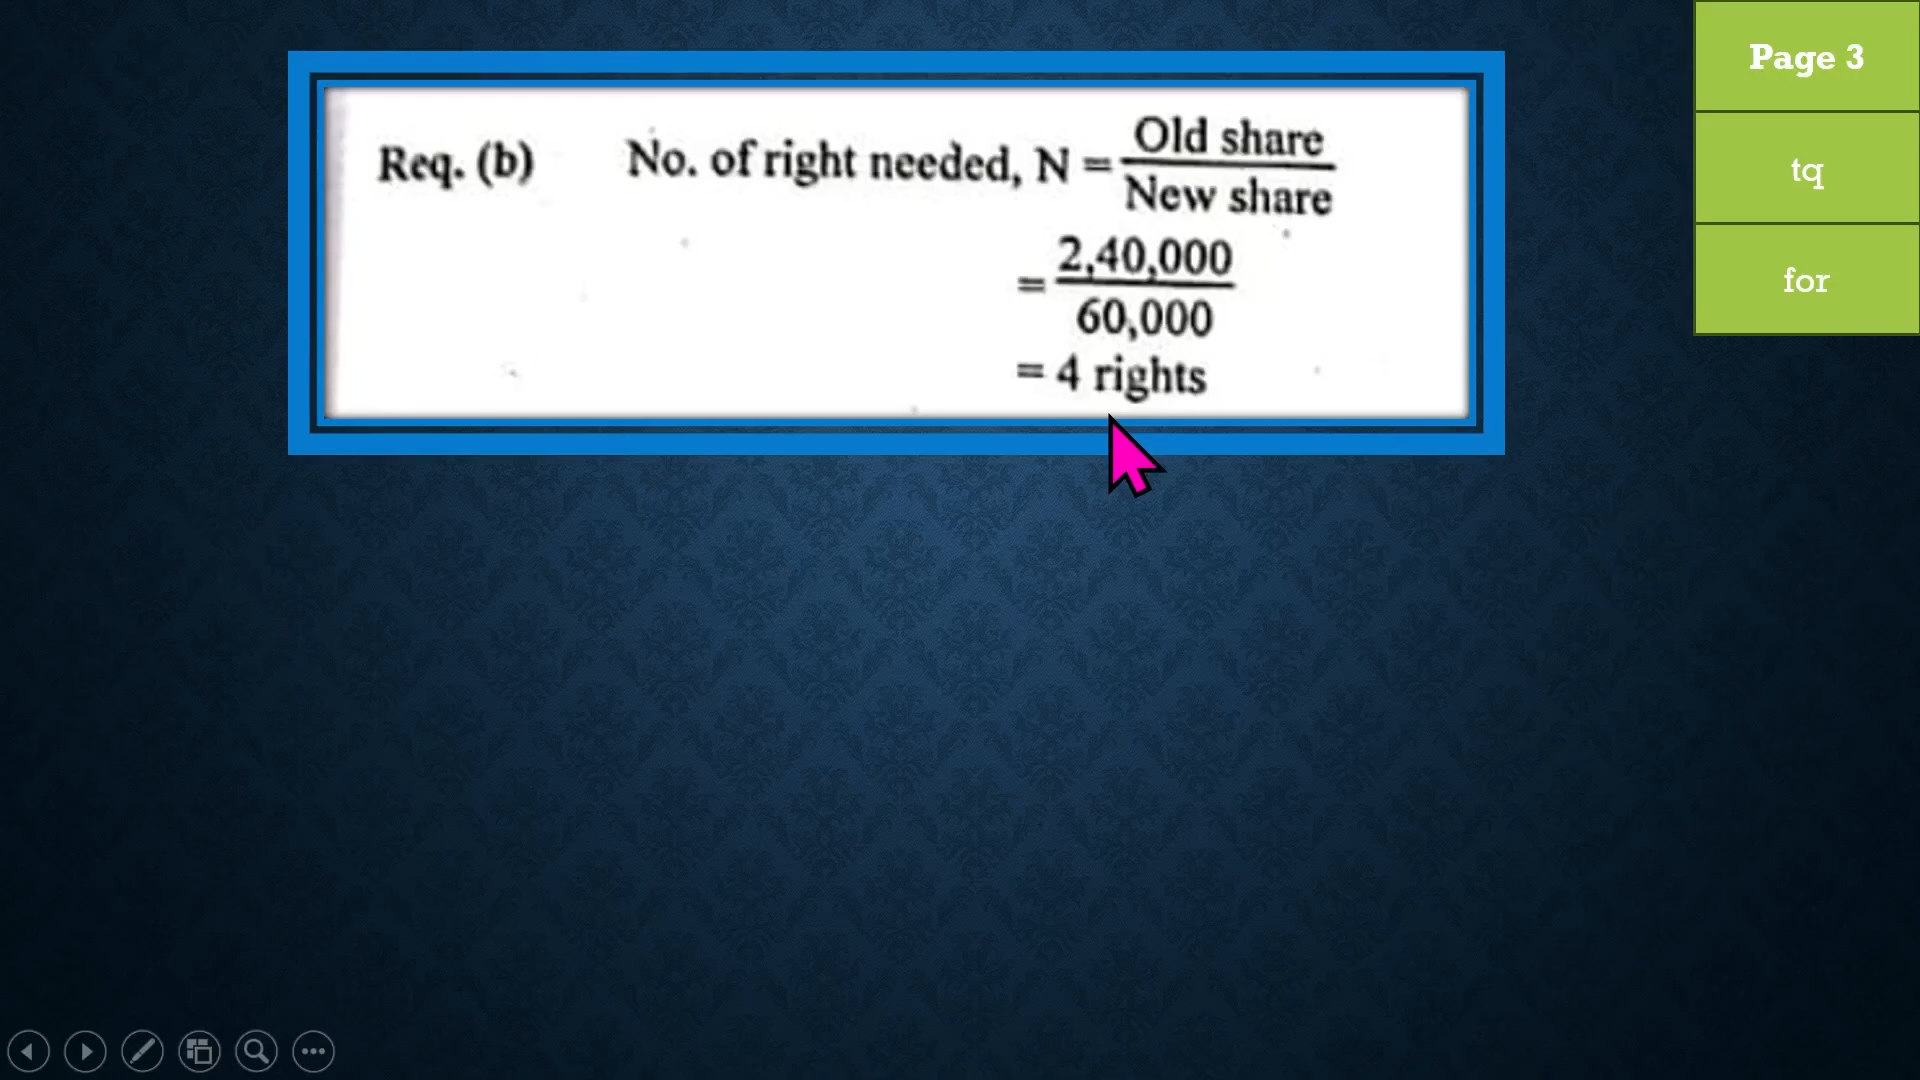 Req. (b) No. of right needed, N = Old share / New share
= 2,40,000 / 60,000
= 4 rights
Page 3
tq
for